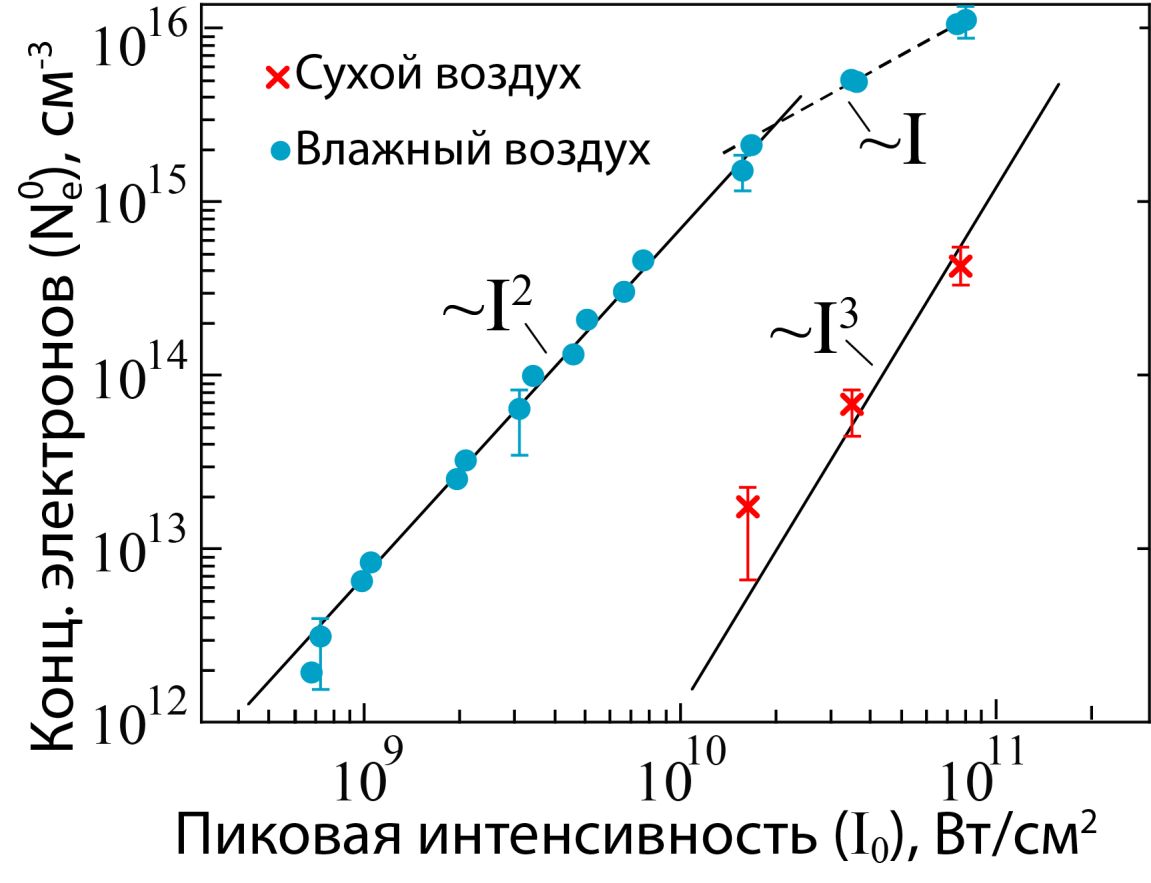 10¹⁶
10¹⁵
10¹⁴
10¹³
10¹²
Конц. электронов (Nₑ⁰), см⁻³
Сухой воздух
Влажный воздух
~I
~I²
~I³
10⁹
10¹⁰
10¹¹
Пиковая интенсивность (I₀), Вт/см²